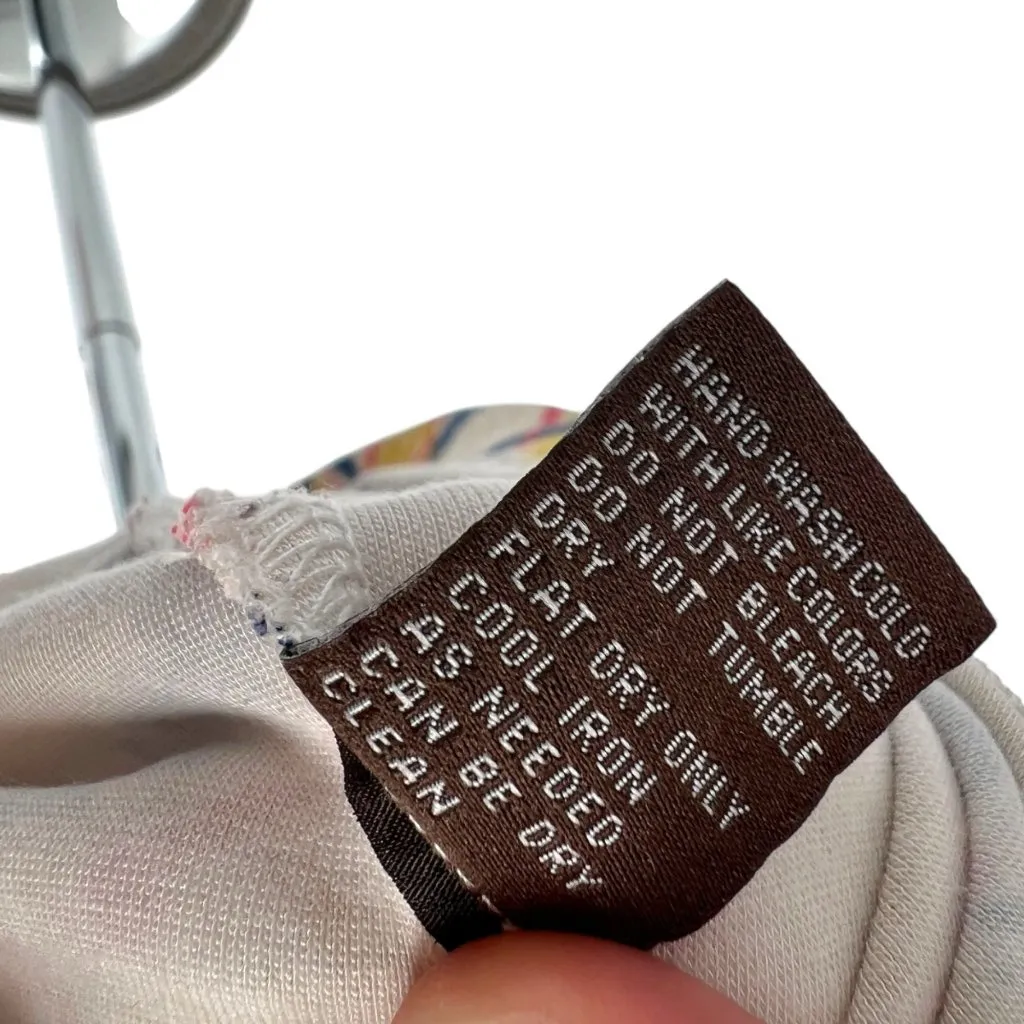 HAND WASH COLD
WITH LIKE COLORS
DO NOT BLEACH
DO NOT TUMBLE
DRY
FLAT DRY ONLY
COOL IRON
AS NEEDED
CAN BE DRY
CLEAN